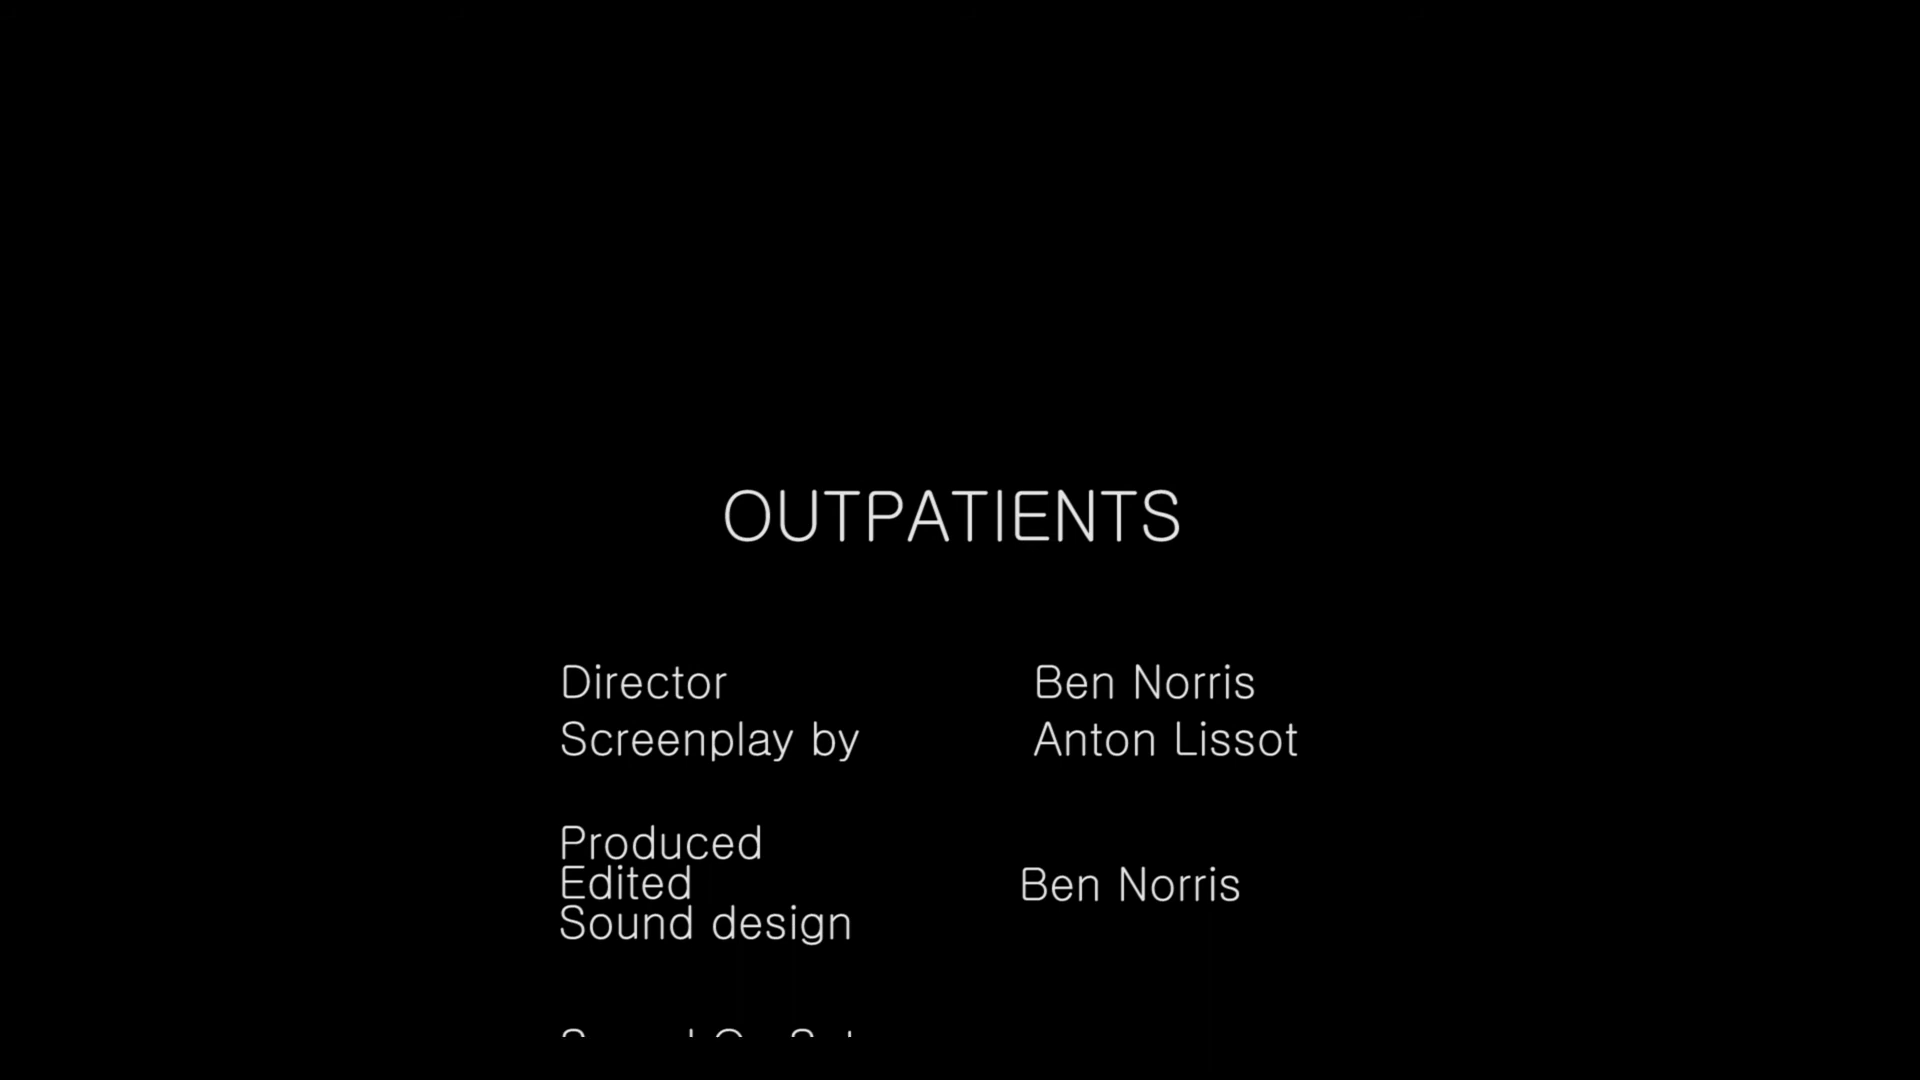 OUTPATIENTS
Director Ben Norris
Screenplay by Anton Lissot
Produced
Edited Ben Norris
Sound design